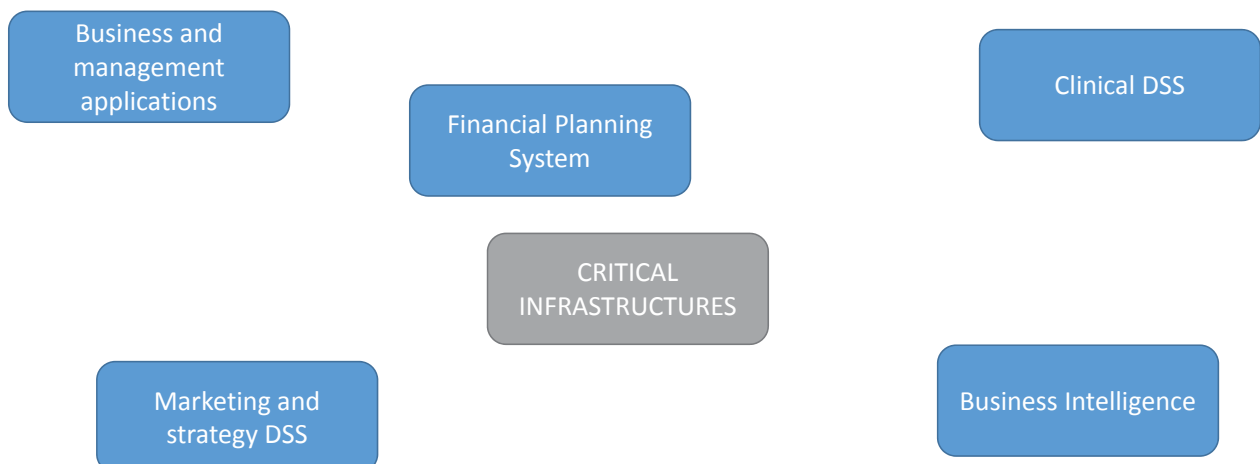 Business and
management
applications
Financial Planning
System
Clinical DSS
CRITICAL
INFRASTRUCTURES
Marketing and
strategy DSS
Business Intelligence